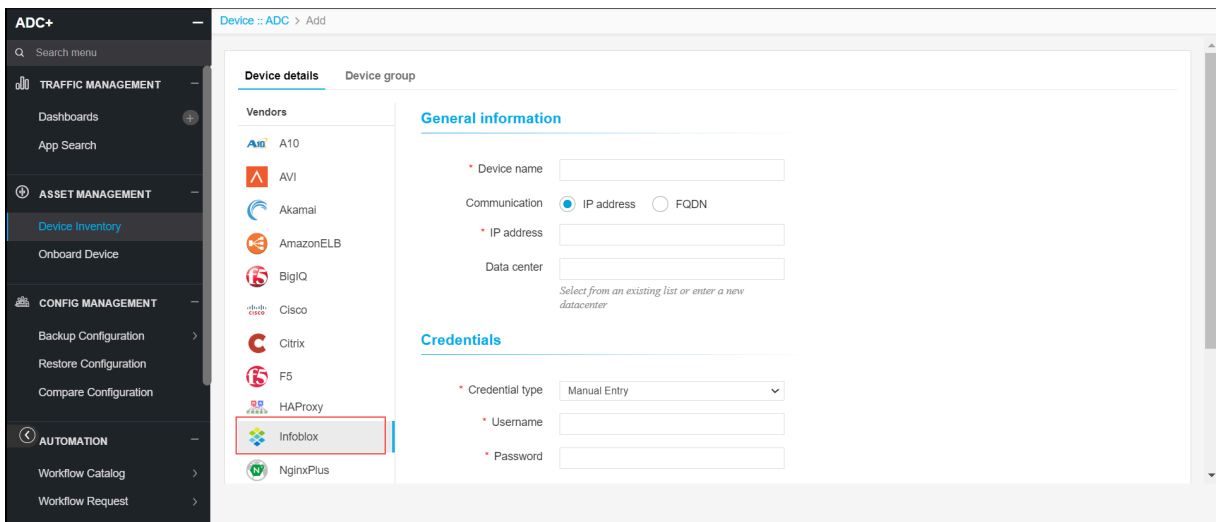 ADC+
Device :: ADC > Add
Search menu
TRAFFIC MANAGEMENT
Dashboards
App Search
ASSET MANAGEMENT
Device Inventory
Onboard Device
CONFIG MANAGEMENT
Backup Configuration
Restore Configuration
Compare Configuration
AUTOMATION
Workflow Catalog
Workflow Request
Device details Device group
Vendors
A10 A10
AVI
Akamai
AmazonELB
f5 BigIQ
cisco Cisco
Citrix
f5 F5
HAProxy
Infoblox
N NginxPlus
General information
* Device name
Communication IP address FQDN
* IP address
Data center
Select from an existing list or enter a new
datacenter
Credentials
* Credential type Manual Entry
* Username
* Password